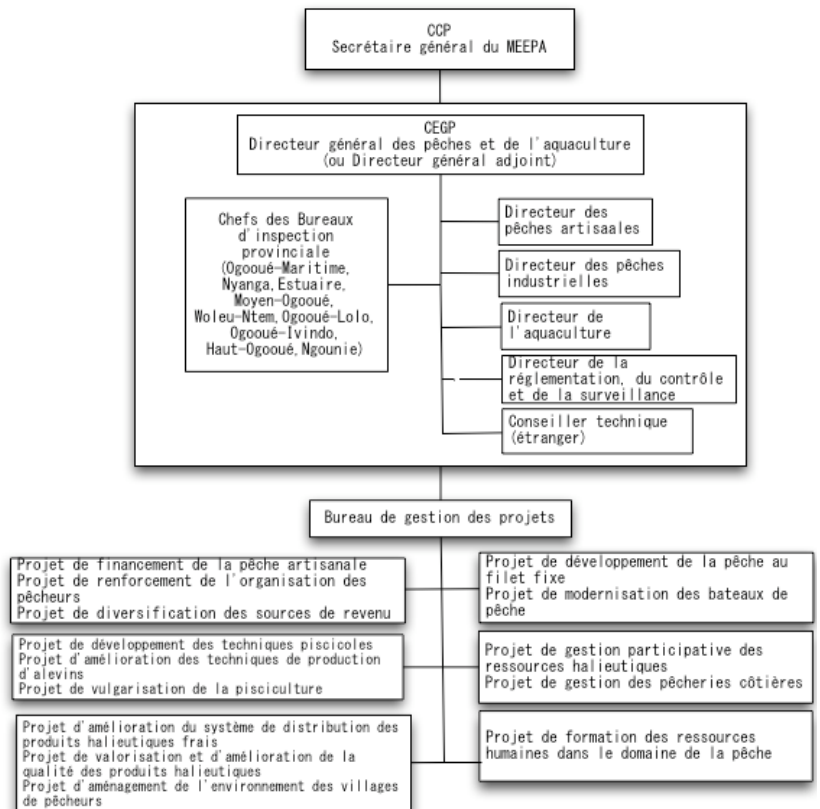 CCP
Secrétaire général du MEEPA
CEGP
Directeur général des pêches et de l'aquaculture
(ou Directeur général adjoint)
Chefs des Bureaux
d'inspection
provinciale
(Ogooué-Maritime,
Nyanga, Estuaire,
Moyen-Ogooué,
Woleu-Ntem, Ogooué-Lolo,
Ogooué-Ivindo,
Haut-Ogooué, Ngounie)
Directeur des
pêches artisaales
Directeur des pêches
industrielles
Directeur de
l'aquaculture
Directeur de la
réglementation, du contrôle
et de la surveillance
Conseiller technique
(étranger)
Bureau de gestion des projets
Projet de financement de la pêche artisanale
Projet de renforcement de l'organisation des
pêcheurs
Projet de diversification des sources de revenu
Projet de développement de la pêche au
filet fixe
Projet de modernisation des bateaux de
pêche
Projet de développement des techniques piscicoles
Projet d'amélioration des techniques de production
d'alevins
Projet de vulgarisation de la pisciculture
Projet de gestion participative des
ressources halieutiques
Projet de gestion des pêcheries côtières
Projet d'amélioration du système de distribution des
produits halieutiques frais
Projet de valorisation et d'amélioration de la
qualité des produits halieutiques
Projet d'aménagement de l'environnement des villages
de pêcheurs
Projet de formation des ressources
humaines dans le domaine de la pêche